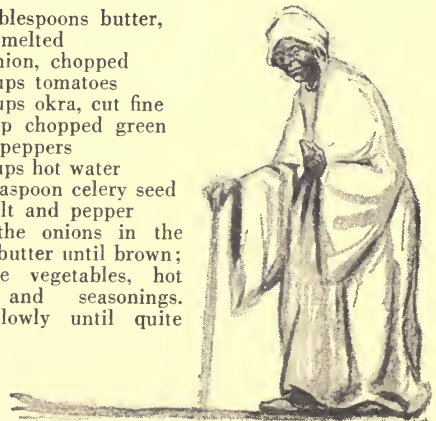 blespoons butter,
melted
nion, chopped
ups tomatoes
ups okra, cut fine
p chopped green
peppers
ups hot water
aspoon celery seed
lt and pepper
the onions in the
butter until brown;
e vegetables, hot
and seasonings.
lowly until quite